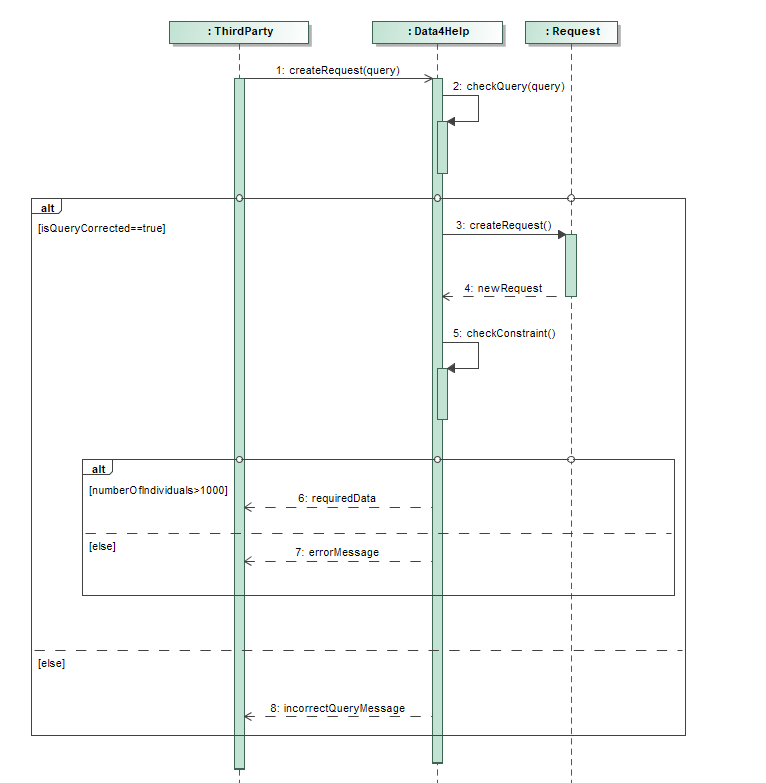 : ThirdParty
: Data4Help
: Request
1: createRequest(query)
2: checkQuery(query)
alt
[isQueryCorrected==true]
3: createRequest()
4: newRequest
5: checkConstraint()
alt
[numberOfIndividuals>1000]
6: requiredData
[else]
7: errorMessage
[else]
8: incorrectQueryMessage